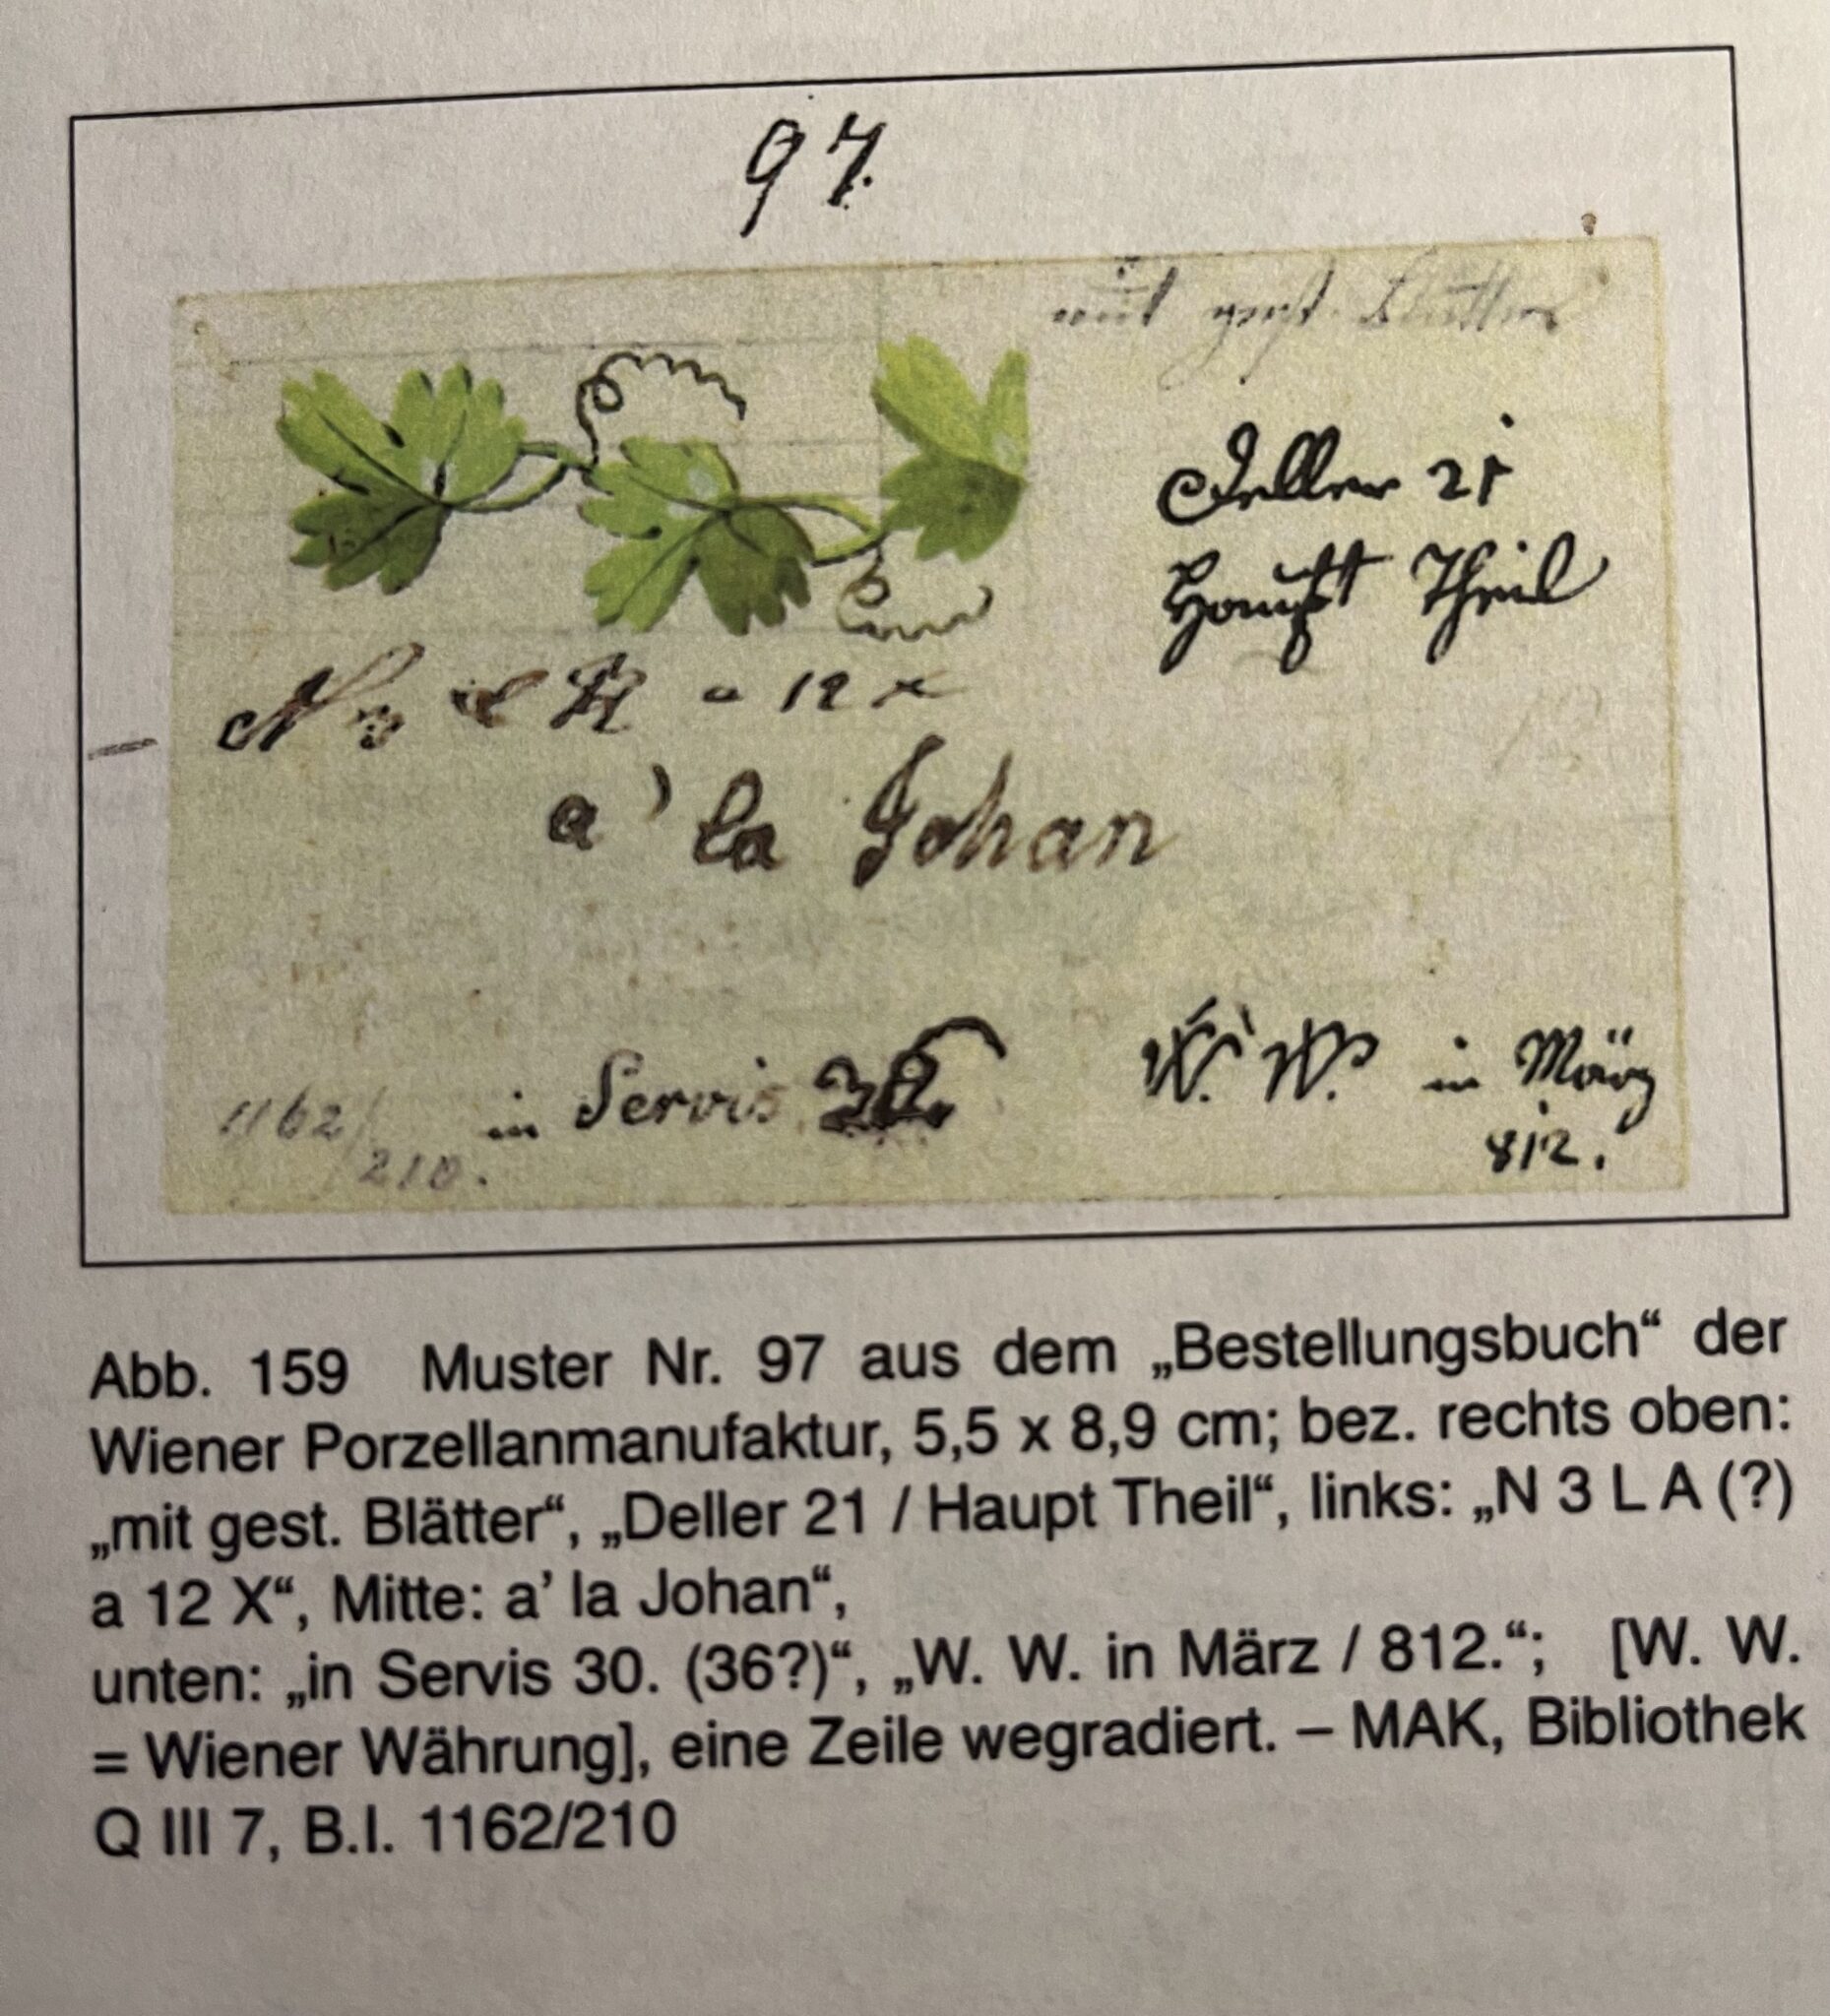 97.
mit gest. Blätter
Teller 21
Haupt Theil
N 3 a 12 x
a' la Johan
in Servis
W. W. in März
812.
1162/
210.
Abb. 159 Muster Nr. 97 aus dem „Bestellungsbuch“ der
Wiener Porzellanmanufaktur, 5,5 x 8,9 cm; bez. rechts oben:
„mit gest. Blätter“, „Deller 21 / Haupt Theil“, links: „N 3 L A (?)
a 12 X“, Mitte: a' la Johan“,
unten: „in Servis 30. (36?)“, „W. W. in März / 812.“; [W. W.
= Wiener Währung], eine Zeile wegradiert. – MAK, Bibliothek
Q III 7, B.I. 1162/210